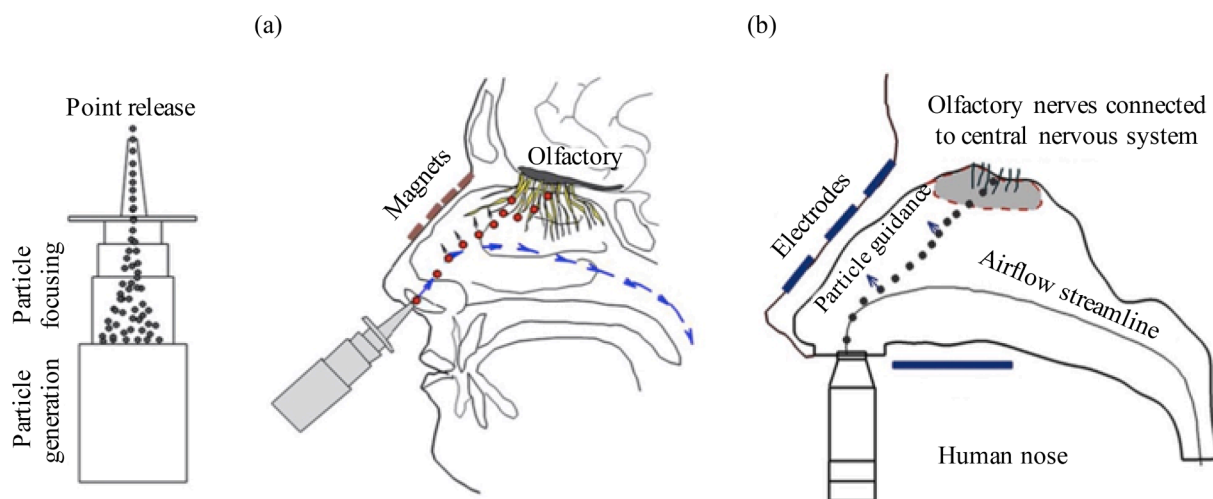 (a)
(b)
Point release
Particle
focusing
Particle
generation
Magnets
Olfactory
Olfactory nerves connected
to central nervous system
Electrodes
Particle guidance
Airflow streamline
Human nose